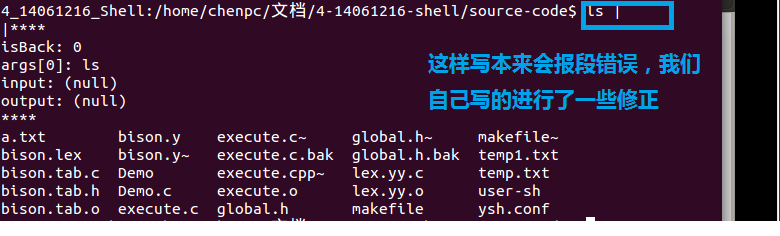 4_14061216_Shell:/home/chenpc/文档/4-14061216-shell/source-code$ ls |
|****
isBack: 0
args[0]: ls
input: (null)
output: (null)
****
这样写本来会报段错误，我们
自己写的进行了一些修正
a.txt bison.y execute.c~ global.h~ makefile~
bison.lex bison.y~ execute.c.bak global.h.bak temp1.txt
bison.tab.c Demo execute.cpp~ lex.yy.c temp.txt
bison.tab.h Demo.c execute.o lex.yy.o user-sh
bison.tab.o execute.c global.h makefile ysh.conf